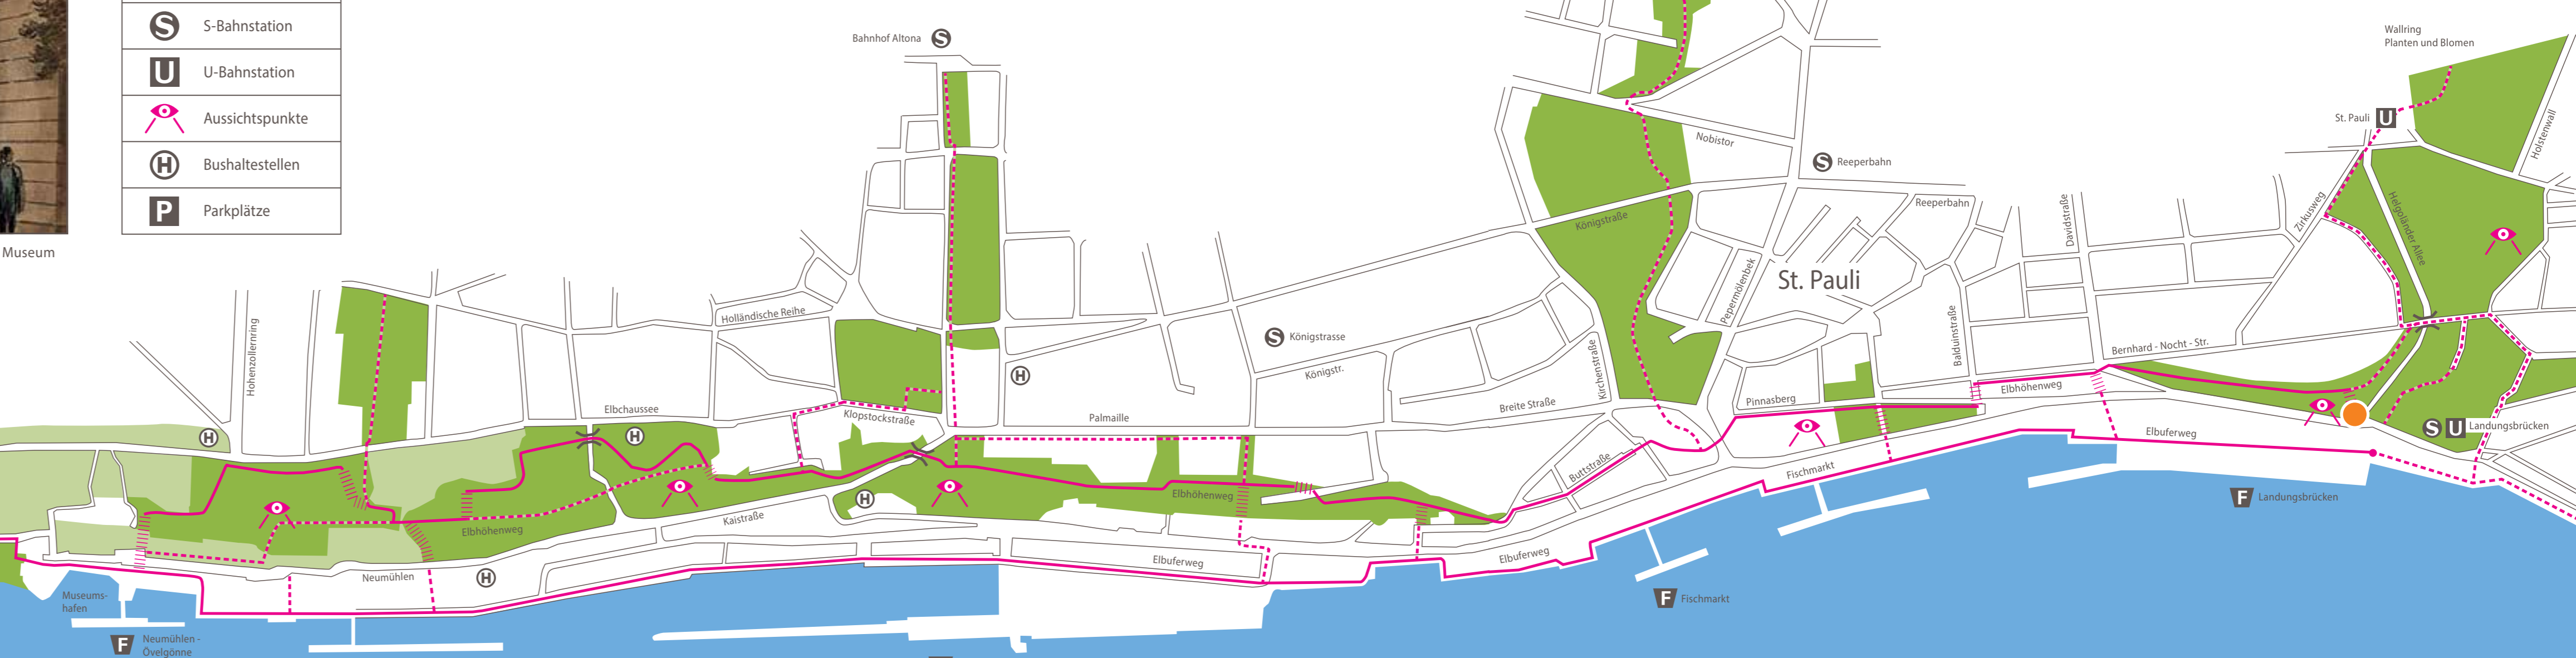 S
S-Bahnstation
U
U-Bahnstation
Aussichtspunkte
H
Bushaltestellen
P
Parkplätze
Museum
Bahnhof Altona
S
Wallring
Planten und Blomen
St. Pauli
U
Holstenwall
Nobistor
S
Reeperbahn
Reeperbahn
Königstraße
Davidstraße
Zirkusweg
Helgoländer Allee
Pepermölenbek
St. Pauli
Hohenzollernring
Holländische Reihe
S
Königstrasse
Königstr.
Kirchenstraße
Balduinstraße
Bernhard - Nocht - Str.
H
Elbchaussee
Klopstockstraße
Palmaille
Breite Straße
Pinnasberg
Elbhöhenweg
H
H
S
U
Landungsbrücken
Elbuferweg
Buttstraße
Fischmarkt
H
Elbhöhenweg
Elbhöhenweg
Kaistraße
F
Landungsbrücken
Elbuferweg
Elbuferweg
Neumühlen
H
Museums-
hafen
F
Fischmarkt
F
Neumühlen -
Övelgönne